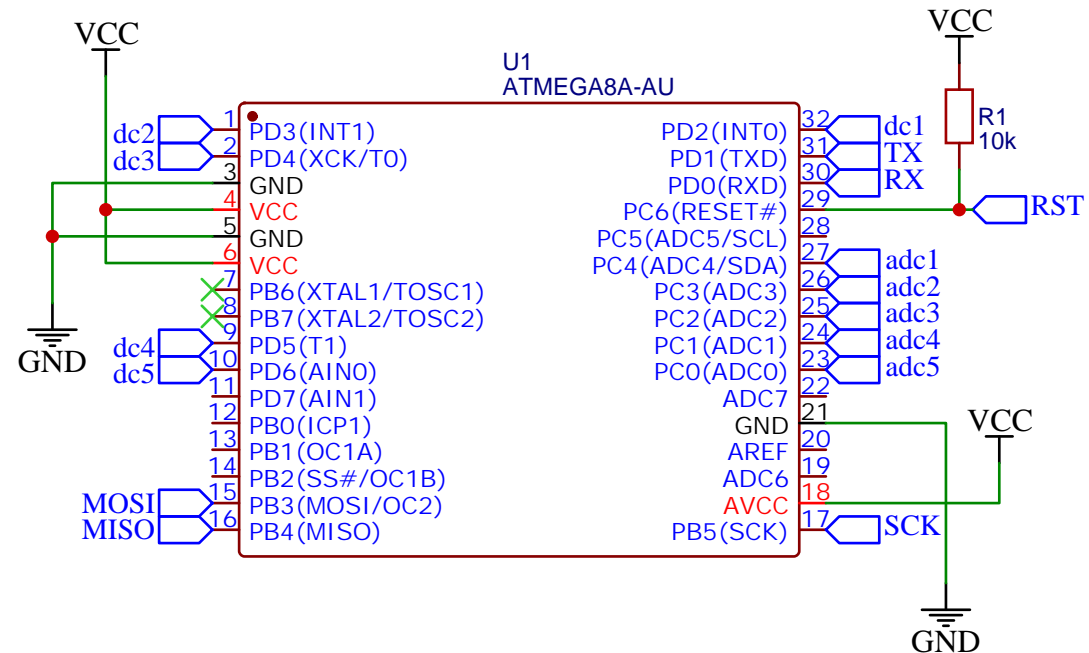 VCC
VCC
U1
ATMEGA8A-AU
R1
10k
dc2 1 PD3(INT1)
dc3 2 PD4(XCK/T0)
3 GND
4 VCC
5 GND
6 VCC
7 PB6(XTAL1/TOSC1)
8 PB7(XTAL2/TOSC2)
dc4 9 PD5(T1)
dc5 10 PD6(AIN0)
11 PD7(AIN1)
12 PB0(ICP1)
13 PB1(OC1A)
14 PB2(SS#/OC1B)
MOSI 15 PB3(MOSI/OC2)
MISO 16 PB4(MISO)
GND
PD2(INT0) 32 dc1
PD1(TXD) 31 TX
PD0(RXD) 30 RX
PC6(RESET#) 29 RST
PC5(ADC5/SCL) 28
PC4(ADC4/SDA) 27 adc1
PC3(ADC3) 26 adc2
PC2(ADC2) 25 adc3
PC1(ADC1) 24 adc4
PC0(ADC0) 23 adc5
ADC7 22
GND 21
AREF 20
ADC6 19
AVCC 18
PB5(SCK) 17 SCK
VCC
GND